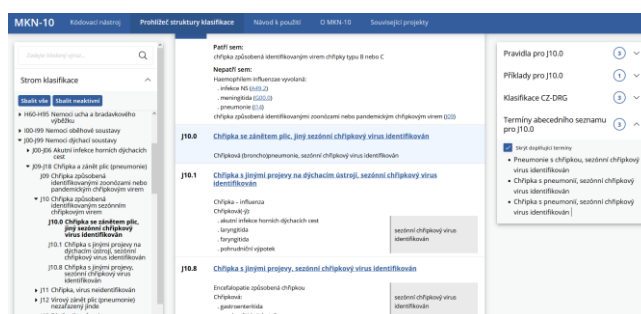 MKN-10
Kódovací nástroj
Prohlížeč struktury klasifikace
Návod k použití
O MKN-10
Související projekty
Zadejte hledaný výraz...
Strom klasifikace
Sbalit vše
Sbalit neaktivní
H60-H95 Nemoci ucha a bradavkového
výběžku
I00-I99 Nemoci oběhové soustavy
J00-J99 Nemoci dýchací soustavy
J00-J06 Akutní infekce horních dýchacích
cest
J09-J18 Chřipka a zánět plic (pneumonie)
J09 Chřipka způsobená
identifikovanými zoonózami nebo
pandemickým chřipkovým virem
J10 Chřipka způsobená
identifikovaným sezónním
chřipkovým virem
J10.0 Chřipka se zánětem plic,
jiný sezónní chřipkový virus
identifikován
J10.1 Chřipka s jinými projevy na
dýchacím ústrojí, sezónní
chřipkový virus identifikován
J10.8 Chřipka s jinými projevy,
sezónní chřipkový virus
identifikován
J11 Chřipka, virus neidentifikován
J12 Virový zánět plic (pneumonie)
nezařazený jinde
Patří sem:
chřipka způsobená identifikovaným virem chřipky typu B nebo C
Nepatří sem:
Haemophilem influenzae vyvolaná:
. infekce NS (A49.2)
. meningitida (G00.0)
. pneumonie (J14)
chřipka způsobená identifikovanými zoonózami nebo pandemickým chřipkovým virem (J09)
J10.0
Chřipka se zánětem plic, jiný sezónní chřipkový virus identifikován
Chřipková (broncho)pneumonie, sezónní chřipkový virus identifikován
J10.1
Chřipka s jinými projevy na dýchacím ústrojí, sezónní chřipkový virus
identifikován
Chřipka - influenza
Chřipková(-ý):
. akutní infekce horních dýchacích cest
. laryngitida
. faryngitida
. pohrudniční výpotek
sezónní chřipkový virus
identifikován
J10.8
Chřipka s jinými projevy, sezónní chřipkový virus identifikován
Encefalopatie způsobená chřipkou
Chřipková:
. gastroenteritida
sezónní chřipkový virus
identifikován
Pravidla pro J10.0
3
Příklady pro J10.0
1
Klasifikace CZ-DRG
3
Termíny abecedního seznamu
pro J10.0
3
Skrýt doplňující termíny
• Pneumonie s chřipkou, sezónní chřipkový
virus identifikován
• Chřipka s pneumonií, sezónní chřipkový
virus identifikován
• Chřipka s pneumonií, sezónní chřipkový
virus identifikován